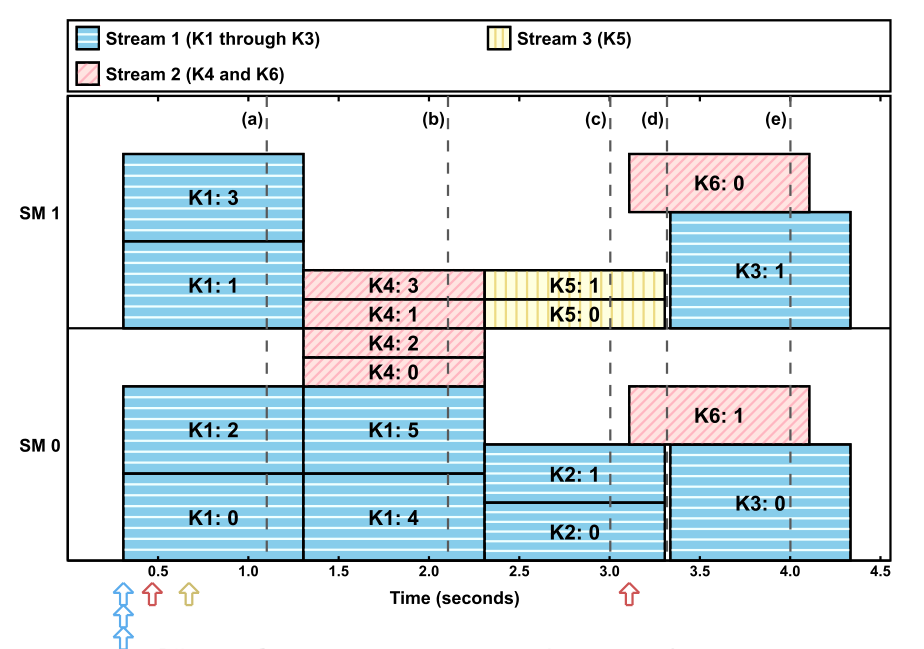 Stream 1 (K1 through K3)
Stream 3 (K5)
Stream 2 (K4 and K6)
(a)
(b)
(c)
(d)
(e)
SM 1
K1: 3
K6: 0
K1: 1
K4: 3
K5: 1
K3: 1
K4: 1
K5: 0
K4: 2
K4: 0
SM 0
K1: 2
K1: 5
K6: 1
K2: 1
K1: 0
K1: 4
K2: 0
K3: 0
0.5 1.0 1.5 2.0 2.5 3.0 3.5 4.0 4.5
Time (seconds)